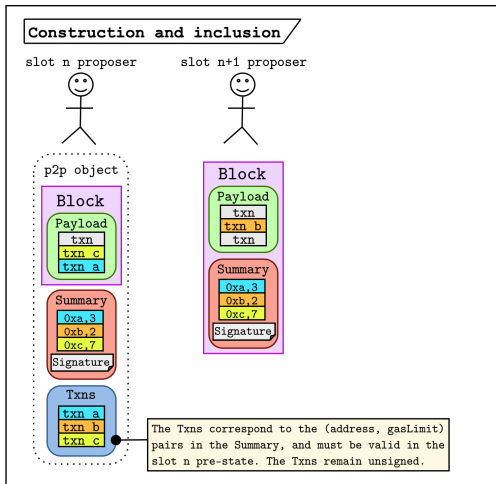 Construction and inclusion
slot n proposer
slot n+1 proposer
p2p object
Block
Payload
txn
txn c
txn a
Summary
0xa,3
0xb,2
0xc,7
Signature
Txns
txn a
txn b
txn c
Block
Payload
txn
txn b
txn
Summary
0xa,3
0xb,2
0xc,7
Signature
The Txns correspond to the (address, gasLimit)
pairs in the Summary, and must be valid in the
slot n pre-state. The Txns remain unsigned.